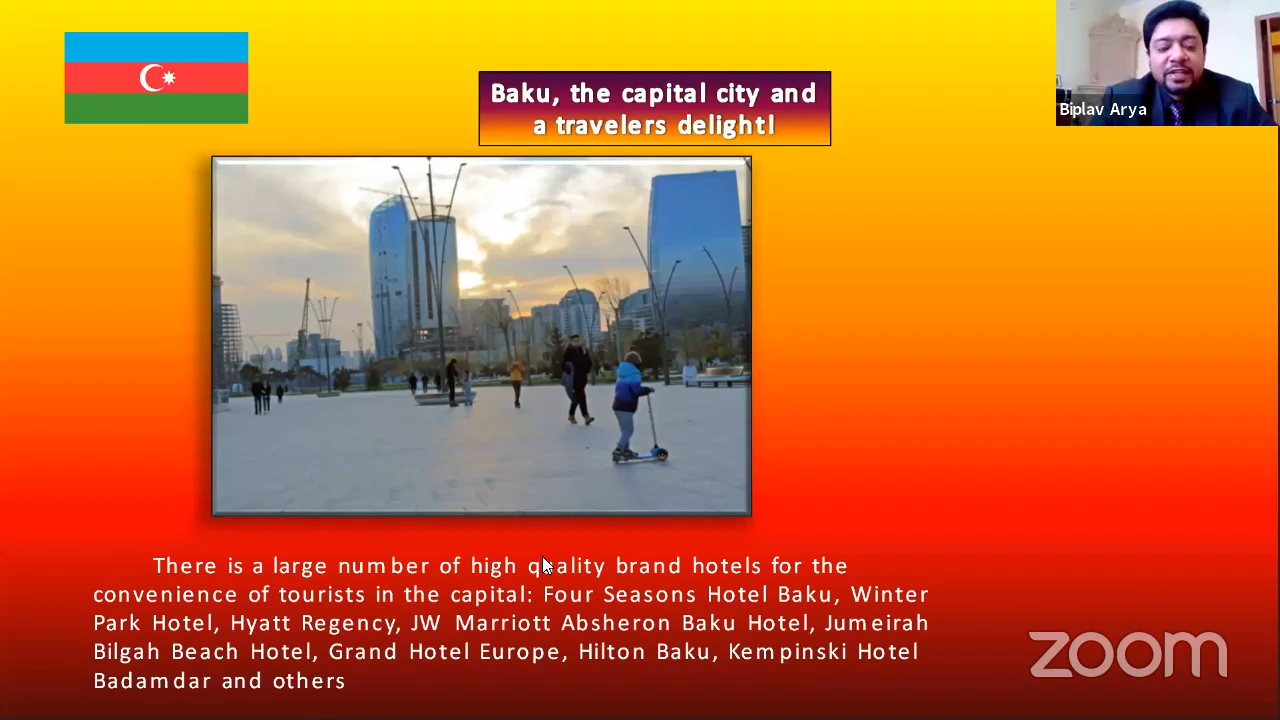 Baku, the capital city and
a travelers delight!
Biplav Arya
There is a large number of high quality brand hotels for the
convenience of tourists in the capital: Four Seasons Hotel Baku, Winter
Park Hotel, Hyatt Regency, JW Marriott Absheron Baku Hotel, Jumeirah
Bilgah Beach Hotel, Grand Hotel Europe, Hilton Baku, Kempinski Hotel
Badamdar and others
zoom